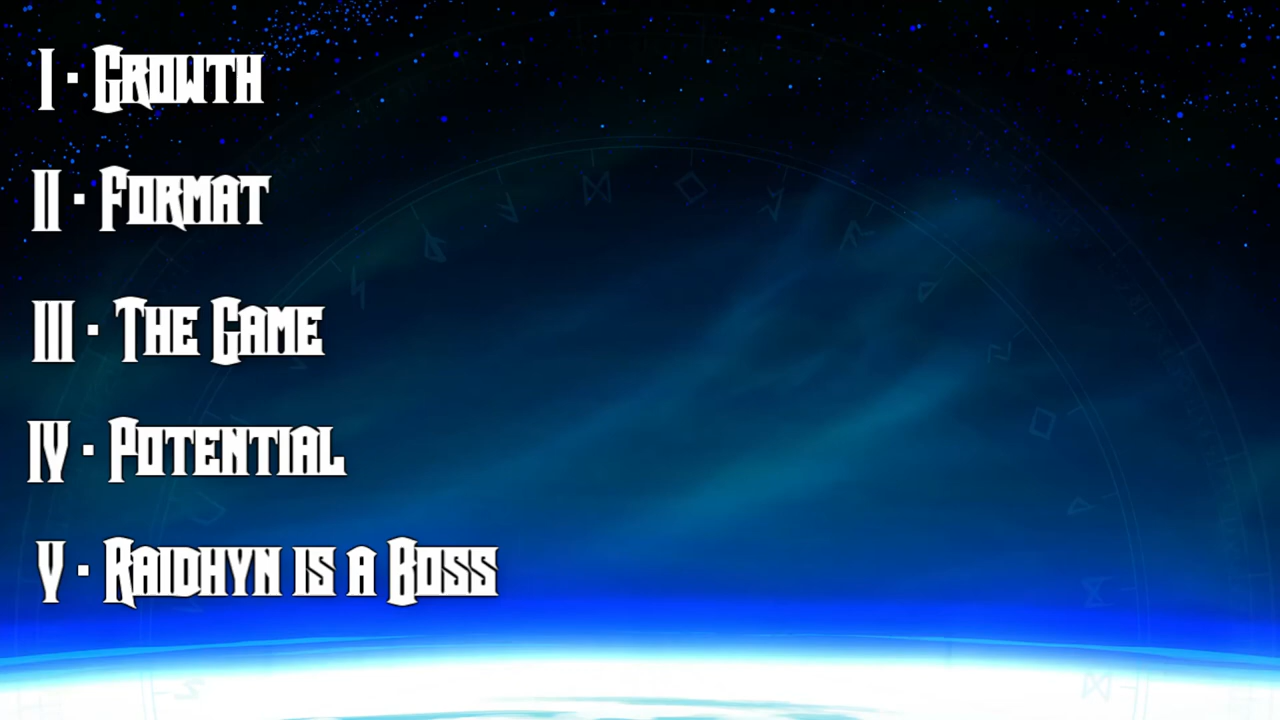 I · Growth
II · Format
III · The Game
IV · Potential
V · Raidhyn is a Boss